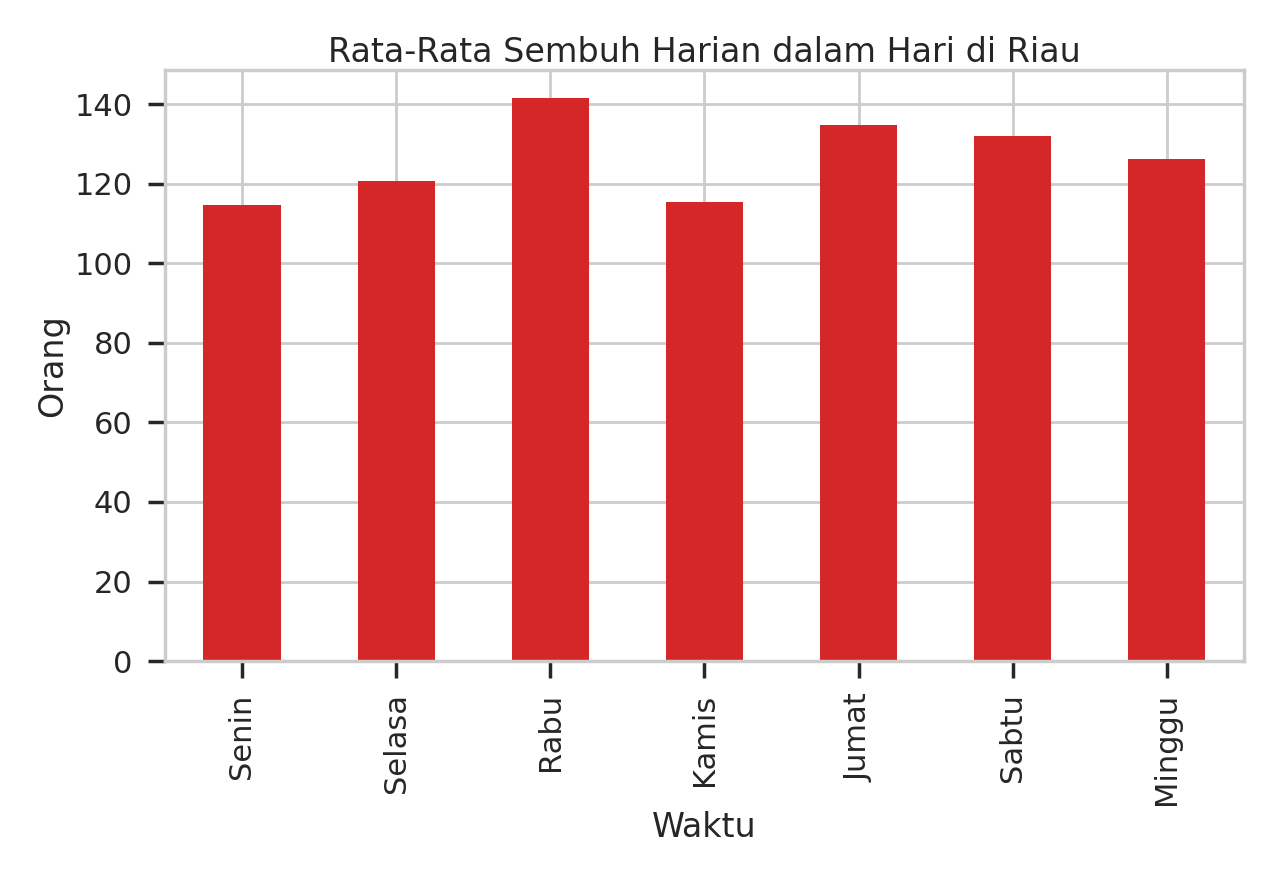 Rata-Rata Sembuh Harian dalam Hari di Riau
140
120
100
80
60
40
20
0
Orang
Senin
Selasa
Rabu
Kamis
Jumat
Sabtu
Minggu
Waktu